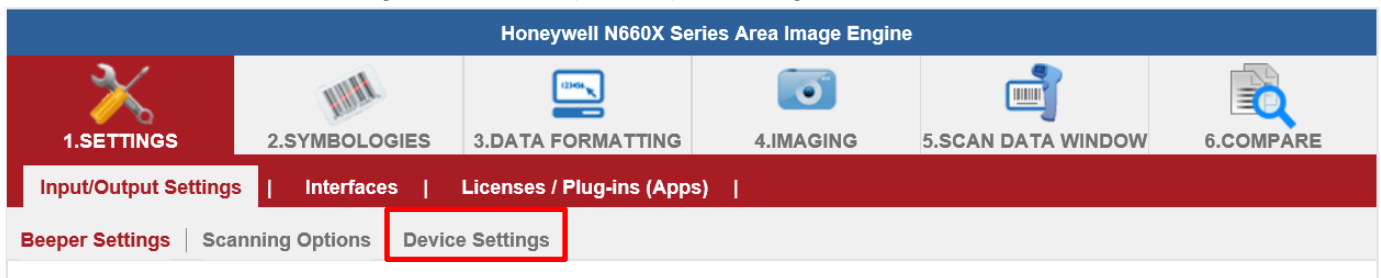 Honeywell N660X Series Area Image Engine
1.SETTINGS 2.SYMBOLOGIES 3.DATA FORMATTING 4.IMAGING 5.SCAN DATA WINDOW 6.COMPARE
Input/Output Settings | Interfaces | Licenses / Plug-ins (Apps) |
Beeper Settings | Scanning Options Device Settings